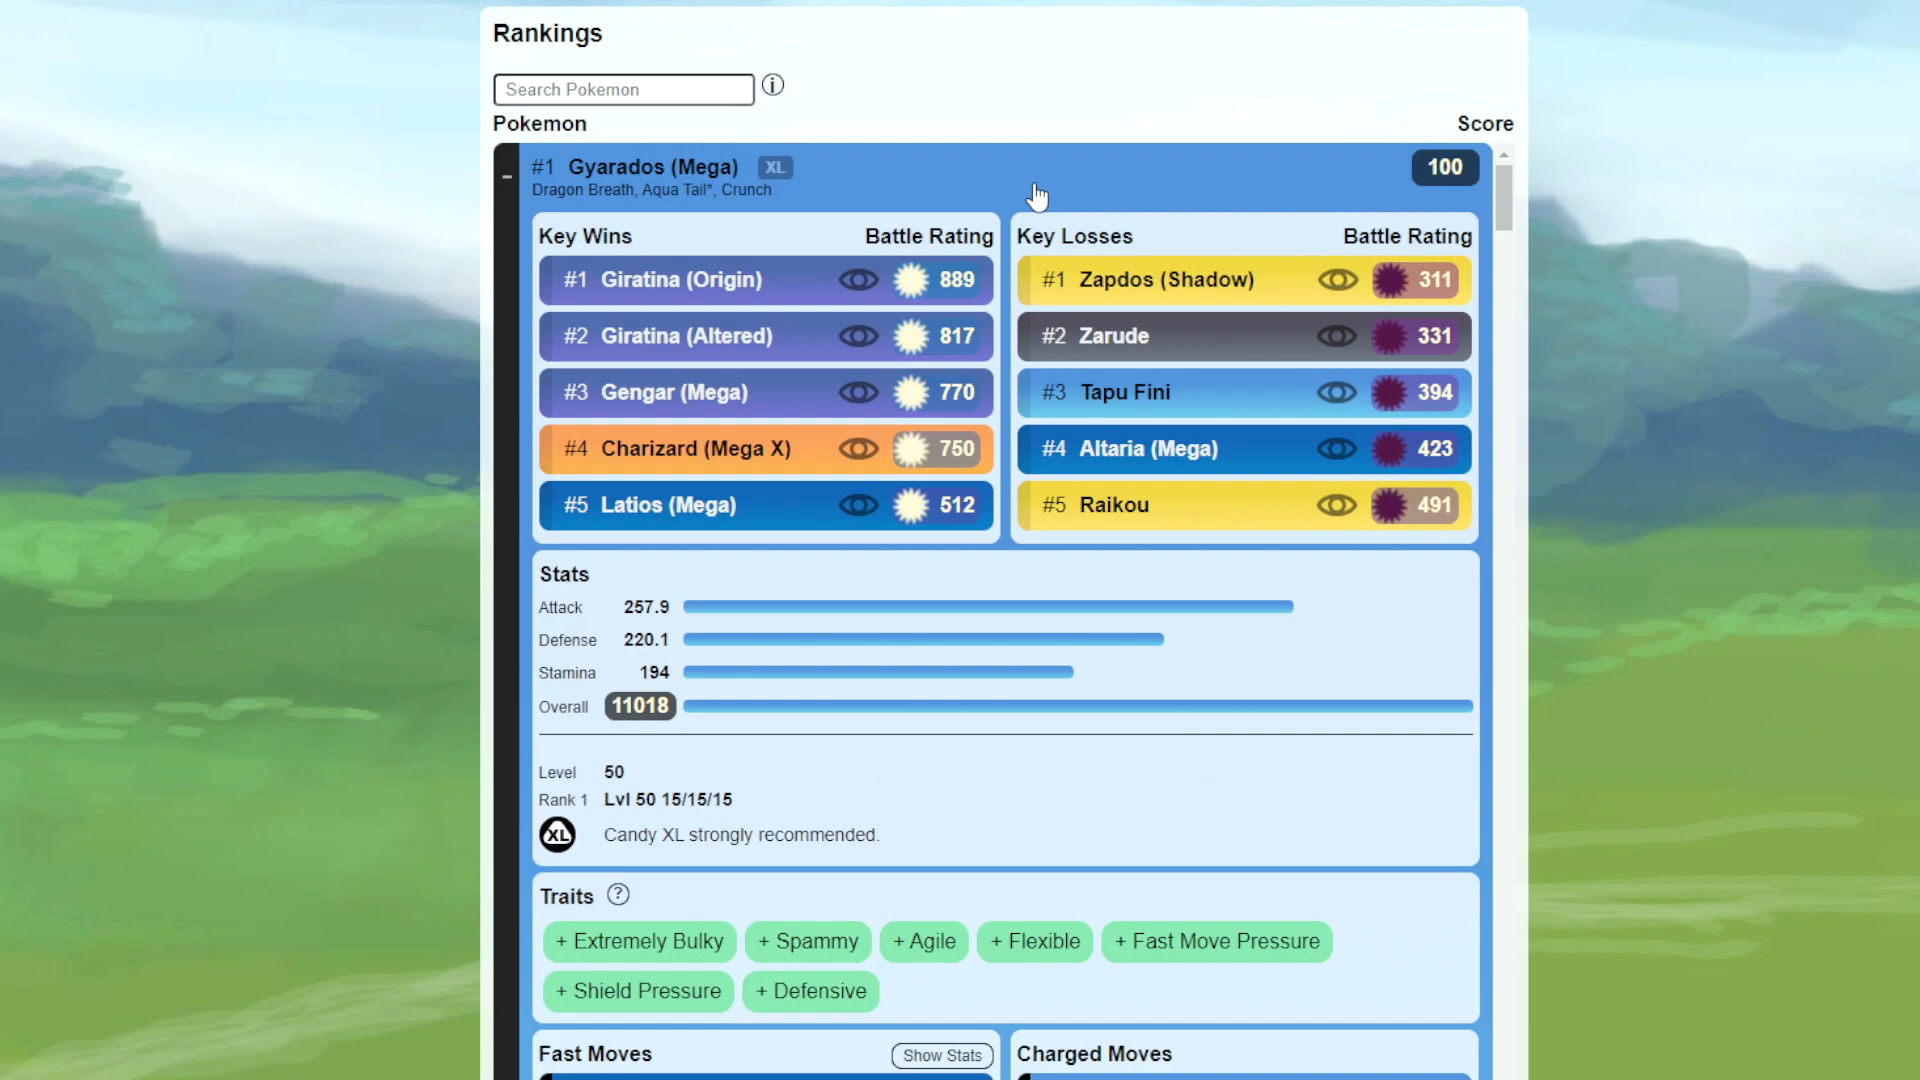 Rankings
Search Pokemon
Pokemon Score
#1 Gyarados (Mega) XL 100
Dragon Breath, Aqua Tail*, Crunch
Key Wins Battle Rating
#1 Giratina (Origin) 889
#2 Giratina (Altered) 817
#3 Gengar (Mega) 770
#4 Charizard (Mega X) 750
#5 Latios (Mega) 512
Key Losses Battle Rating
#1 Zapdos (Shadow) 311
#2 Zarude 331
#3 Tapu Fini 394
#4 Altaria (Mega) 423
#5 Raikou 491
Stats
Attack 257.9
Defense 220.1
Stamina 194
Overall 11018
Level 50
Rank 1 Lvl 50 15/15/15
XL Candy XL strongly recommended.
Traits ?
+ Extremely Bulky + Spammy + Agile + Flexible + Fast Move Pressure
+ Shield Pressure + Defensive
Fast Moves Show Stats
Charged Moves